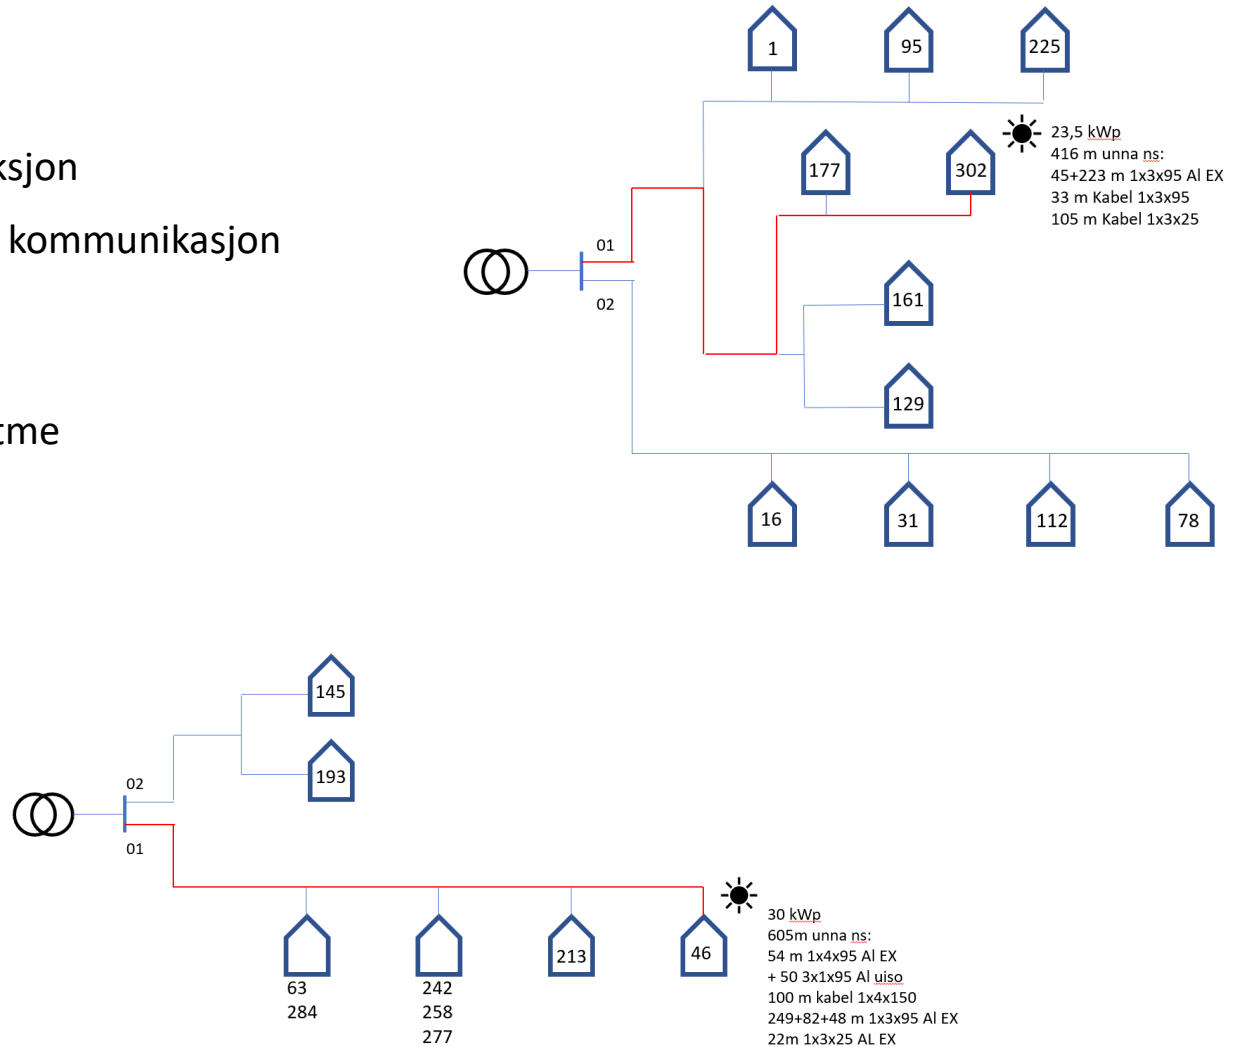 ksjon
kommunikasjon
tme
1
95
225
23,5 kWp
416 m unna ns:
45+223 m 1x3x95 Al EX
33 m Kabel 1x3x95
105 m Kabel 1x3x25
177
302
01
02
161
129
16
31
112
78
145
193
02
01
63
284
242
258
277
213
46
30 kWp
605m unna ns:
54 m 1x4x95 Al EX
+ 50 3x1x95 Al uiso
100 m kabel 1x4x150
249+82+48 m 1x3x95 Al EX
22m 1x3x25 AL EX